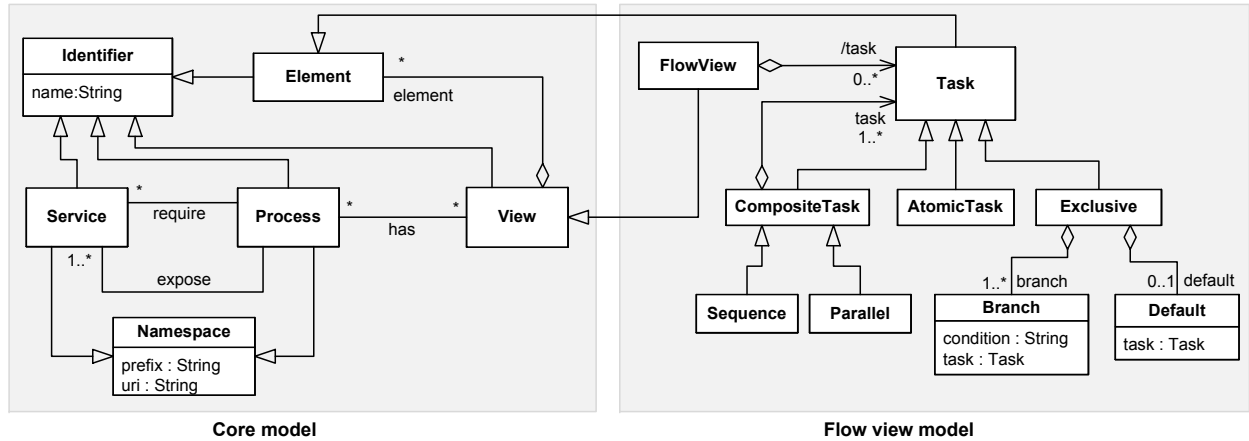 Identifier
name:String
Element
*
element
Service
*
require
Process
*
has
*
View
1..*
expose
Namespace
prefix : String
uri : String
Core model
FlowView
/task
0..*
Task
task
1..*
CompositeTask
AtomicTask
Exclusive
Sequence
Parallel
1..*
branch
Branch
condition : String
task : Task
0..1
default
Default
task : Task
Flow view model